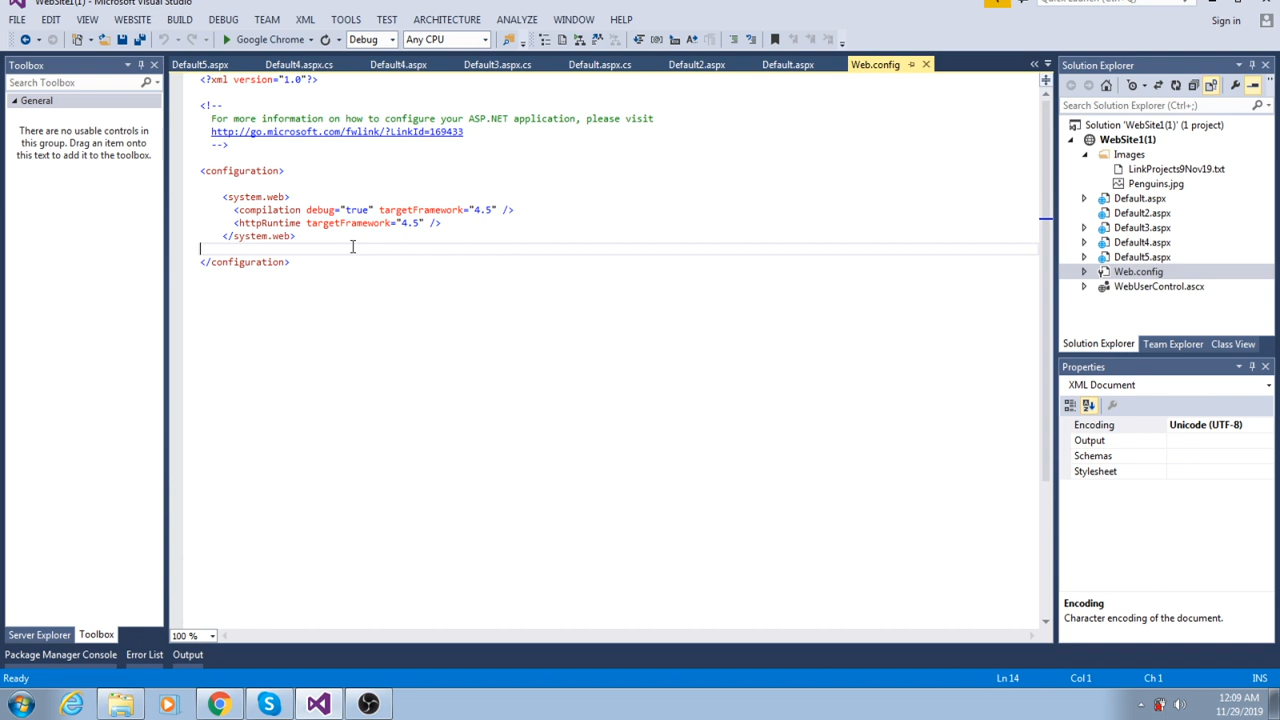 WebSite1(1) - Microsoft Visual Studio
Quick Launch (Ctrl+Q)
FILE EDIT VIEW WEBSITE BUILD DEBUG TEAM XML TOOLS TEST ARCHITECTURE ANALYZE WINDOW HELP
Sign in
Google Chrome Debug Any CPU
Toolbox
Search Toolbox
General
There are no usable controls in
this group. Drag an item onto
this text to add it to the toolbox.
Server Explorer Toolbox
Default5.aspx Default4.aspx.cs Default4.aspx Default3.aspx.cs Default.aspx.cs Default2.aspx Default.aspx Web.config
<?xml version="1.0"?>
<!--
For more information on how to configure your ASP.NET application, please visit
http://go.microsoft.com/fwlink/?LinkId=169433
-->
<configuration>
<system.web>
<compilation debug="true" targetFramework="4.5" />
<httpRuntime targetFramework="4.5" />
</system.web>
</configuration>
100 %
Solution Explorer
Search Solution Explorer (Ctrl+;)
Solution 'WebSite1(1)' (1 project)
WebSite1(1)
Images
LinkProjects9Nov19.txt
Penguins.jpg
Default.aspx
Default2.aspx
Default3.aspx
Default4.aspx
Default5.aspx
Web.config
WebUserControl.ascx
Solution Explorer Team Explorer Class View
Properties
XML Document
Encoding Unicode (UTF-8)
Output
Schemas
Stylesheet
Encoding
Character encoding of the document.
Package Manager Console Error List Output
Ready Ln 14 Col 1 Ch 1 INS
12:09 AM
11/29/2019